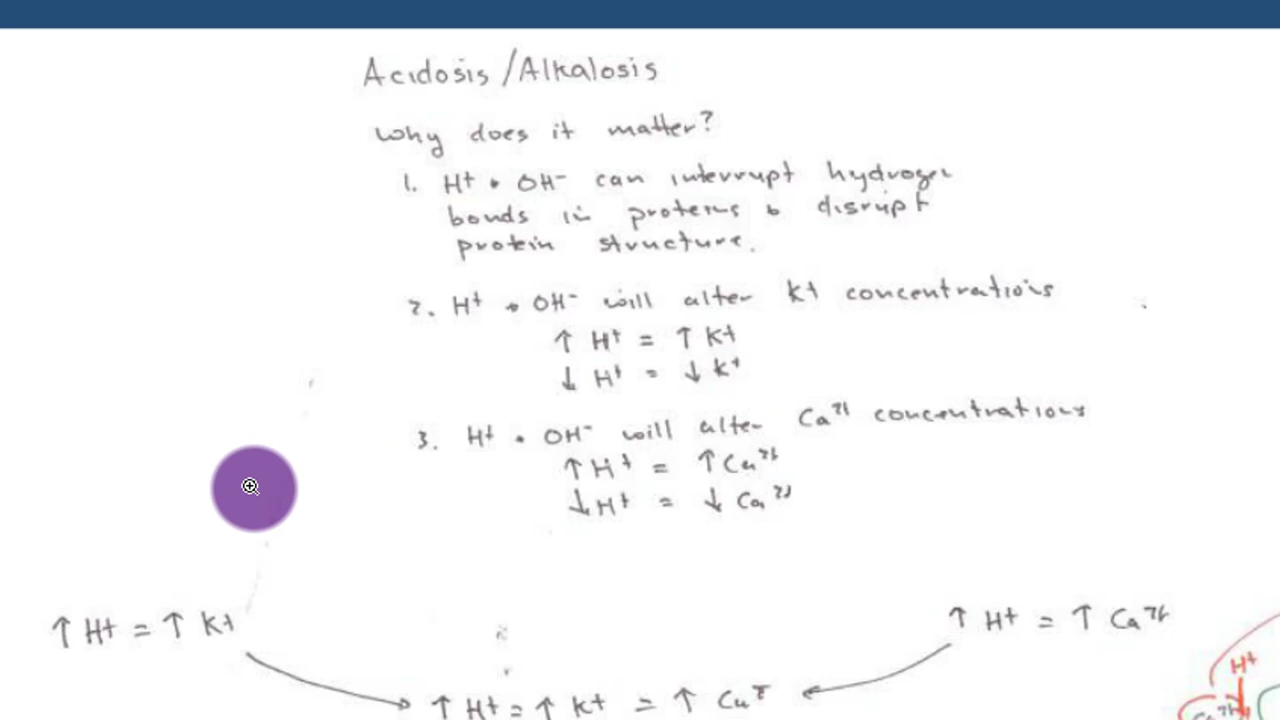 Acidosis/Alkalosis
Why does it matter?
1. H+ + OH- can interrupt hydrogen
bonds in proteins & disrupt
protein structure.
2. H+ + OH- will alter K+ concentrations
↑ H+ = ↑ K+
↓ H+ = ↓ K+
3. H+ + OH- will alter Ca2+ concentrations
↑ H+ = ↑ Ca2+
↓ H+ = ↓ Ca2+
↑ H+ = ↑ K+
↑ H+ = ↑ Ca2+
↑ H+ = ↑ K+ = ↑ Ca2+
H+